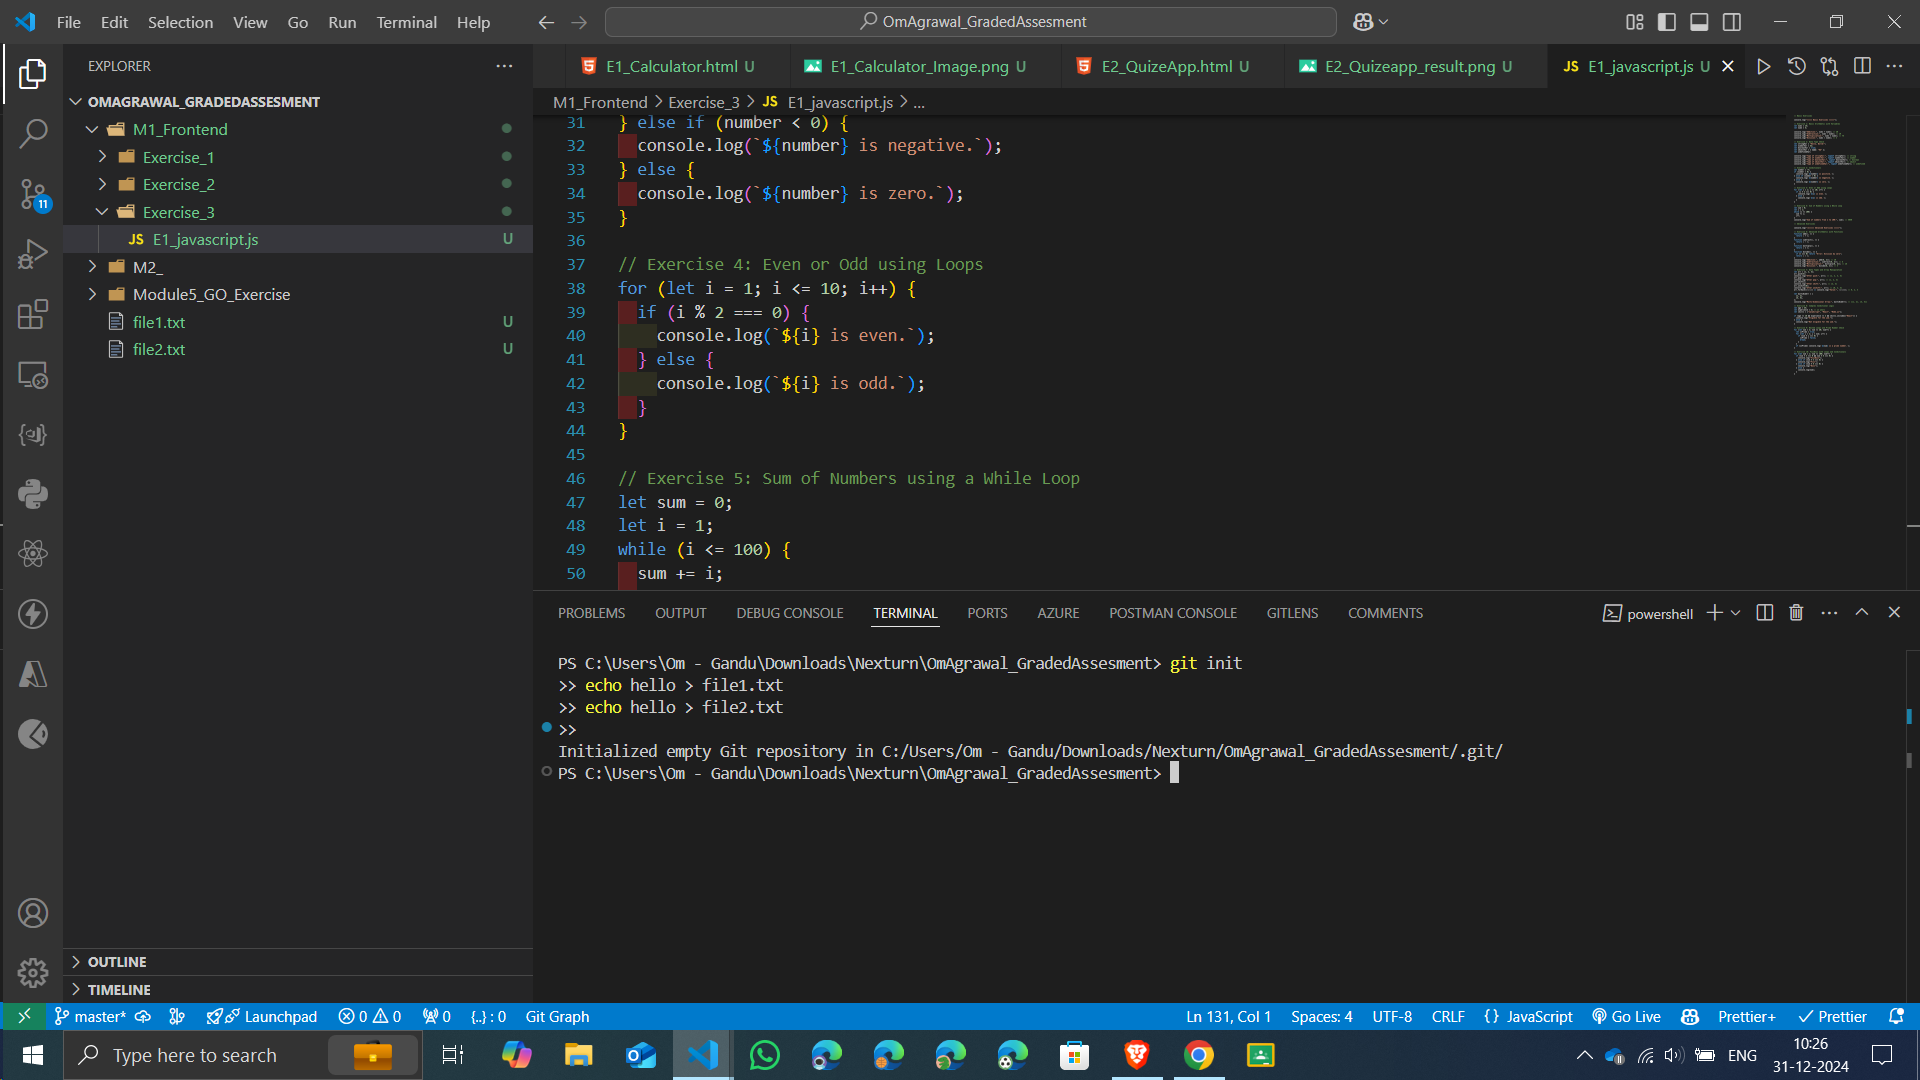 File Edit Selection View Go Run Terminal Help
OmAgrawal_GradedAssesment
EXPLORER
OMAGRAWAL_GRADEDASSESMENT
M1_Frontend
Exercise_1
Exercise_2
Exercise_3
JS E1_javascript.js U
M2_
Module5_GO_Exercise
file1.txt U
file2.txt U
OUTLINE
TIMELINE
11
E1_Calculator.html U
E1_Calculator_Image.png U
E2_QuizeApp.html U
E2_Quizeapp_result.png U
JS E1_javascript.js U
M1_Frontend > Exercise_3 > JS E1_javascript.js > ...
31 } else if (number < 0) {
32 console.log(`${number} is negative.`);
33 } else {
34 console.log(`${number} is zero.`);
35 }
36
37 // Exercise 4: Even or Odd using Loops
38 for (let i = 1; i <= 10; i++) {
39 if (i % 2 === 0) {
40 console.log(`${i} is even.`);
41 } else {
42 console.log(`${i} is odd.`);
43 }
44 }
45
46 // Exercise 5: Sum of Numbers using a While Loop
47 let sum = 0;
48 let i = 1;
49 while (i <= 100) {
50 sum += i;
PROBLEMS OUTPUT DEBUG CONSOLE TERMINAL PORTS AZURE POSTMAN CONSOLE GITLENS COMMENTS
powershell
PS C:\Users\Om - Gandu\Downloads\Nexturn\OmAgrawal_GradedAssesment> git init
>> echo hello > file1.txt
>> echo hello > file2.txt
>>
Initialized empty Git repository in C:/Users/Om - Gandu/Downloads/Nexturn/OmAgrawal_GradedAssesment/.git/
PS C:\Users\Om - Gandu\Downloads\Nexturn\OmAgrawal_GradedAssesment>
master* Launchpad 0 0 0 {..} : 0 Git Graph
Ln 131, Col 1 Spaces: 4 UTF-8 CRLF {} JavaScript Go Live Prettier+ Prettier
Type here to search
ENG
10:26
31-12-2024